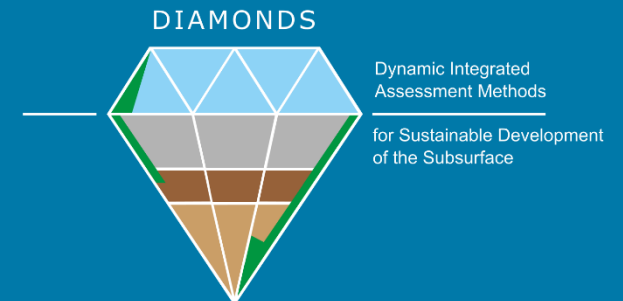 DIAMONDS
Dynamic Integrated
Assessment Methods
for Sustainable Development
of the Subsurface